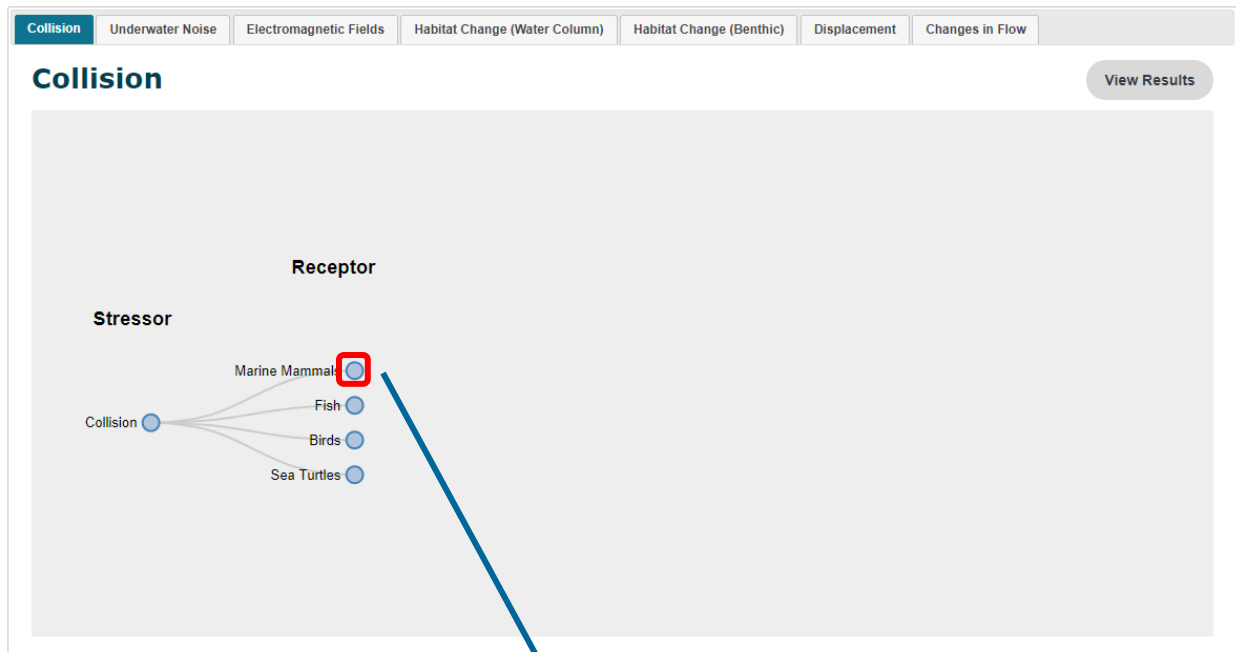 Collision Underwater Noise Electromagnetic Fields Habitat Change (Water Column) Habitat Change (Benthic) Displacement Changes in Flow
Collision
View Results
Receptor
Stressor
Marine Mammals
Fish
Collision
Birds
Sea Turtles